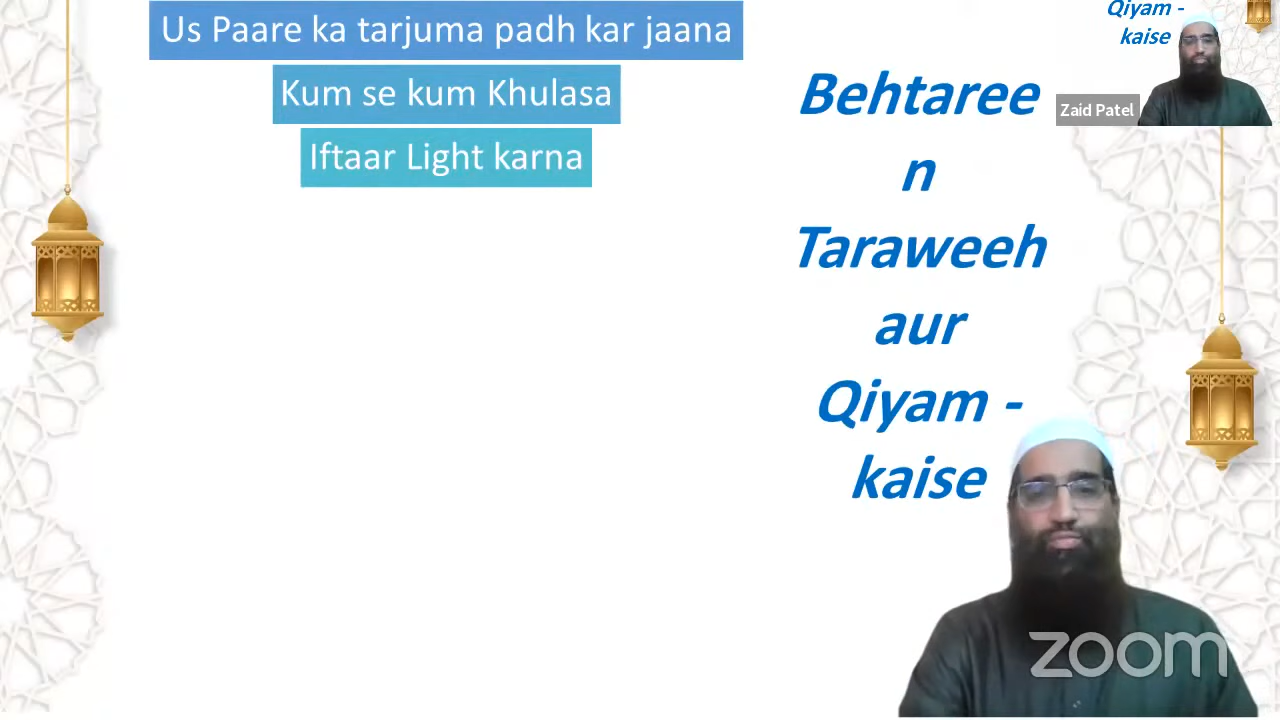 Us Paare ka tarjuma padh kar jaana
Kum se kum Khulasa
Iftaar Light karna
Behtaree
n
Taraweeh
aur
Qiyam -
kaise
Qiyam -
kaise
Zaid Patel
zoom